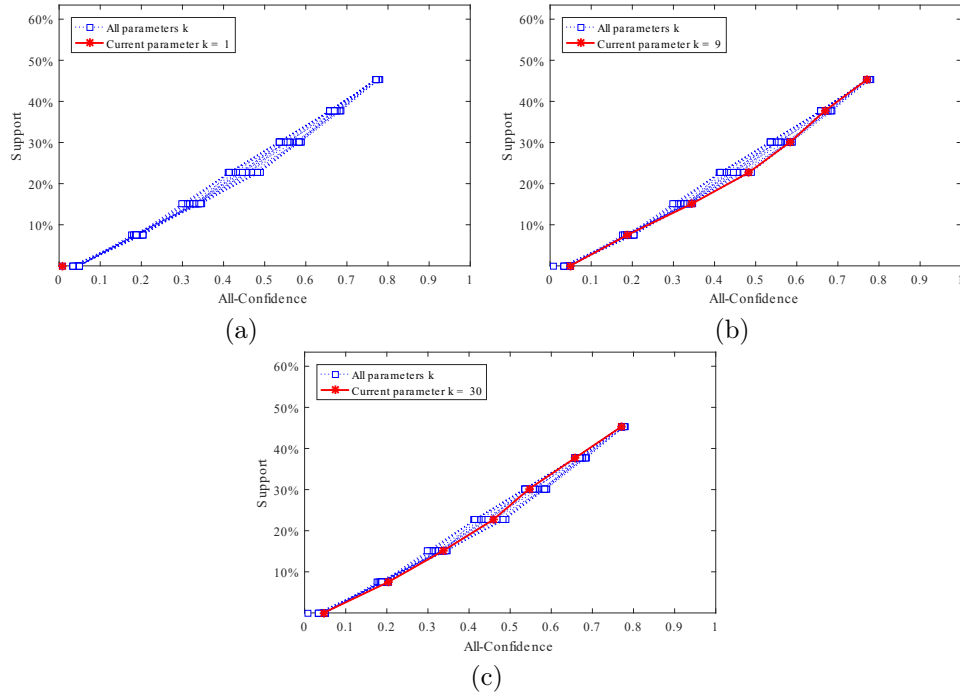 60%
50%
40%
30%
20%
10%
Support
All parameters k
Current parameter k = 1
0 0.1 0.2 0.3 0.4 0.5 0.6 0.7 0.8 0.9 1
All-Confidence
(a)
60%
50%
40%
30%
20%
10%
Support
All parameters k
Current parameter k = 9
0 0.1 0.2 0.3 0.4 0.5 0.6 0.7 0.8 0.9 1
All-Confidence
(b)
60%
50%
40%
30%
20%
10%
Support
All parameters k
Current parameter k = 30
0 0.1 0.2 0.3 0.4 0.5 0.6 0.7 0.8 0.9 1
All-Confidence
(c)